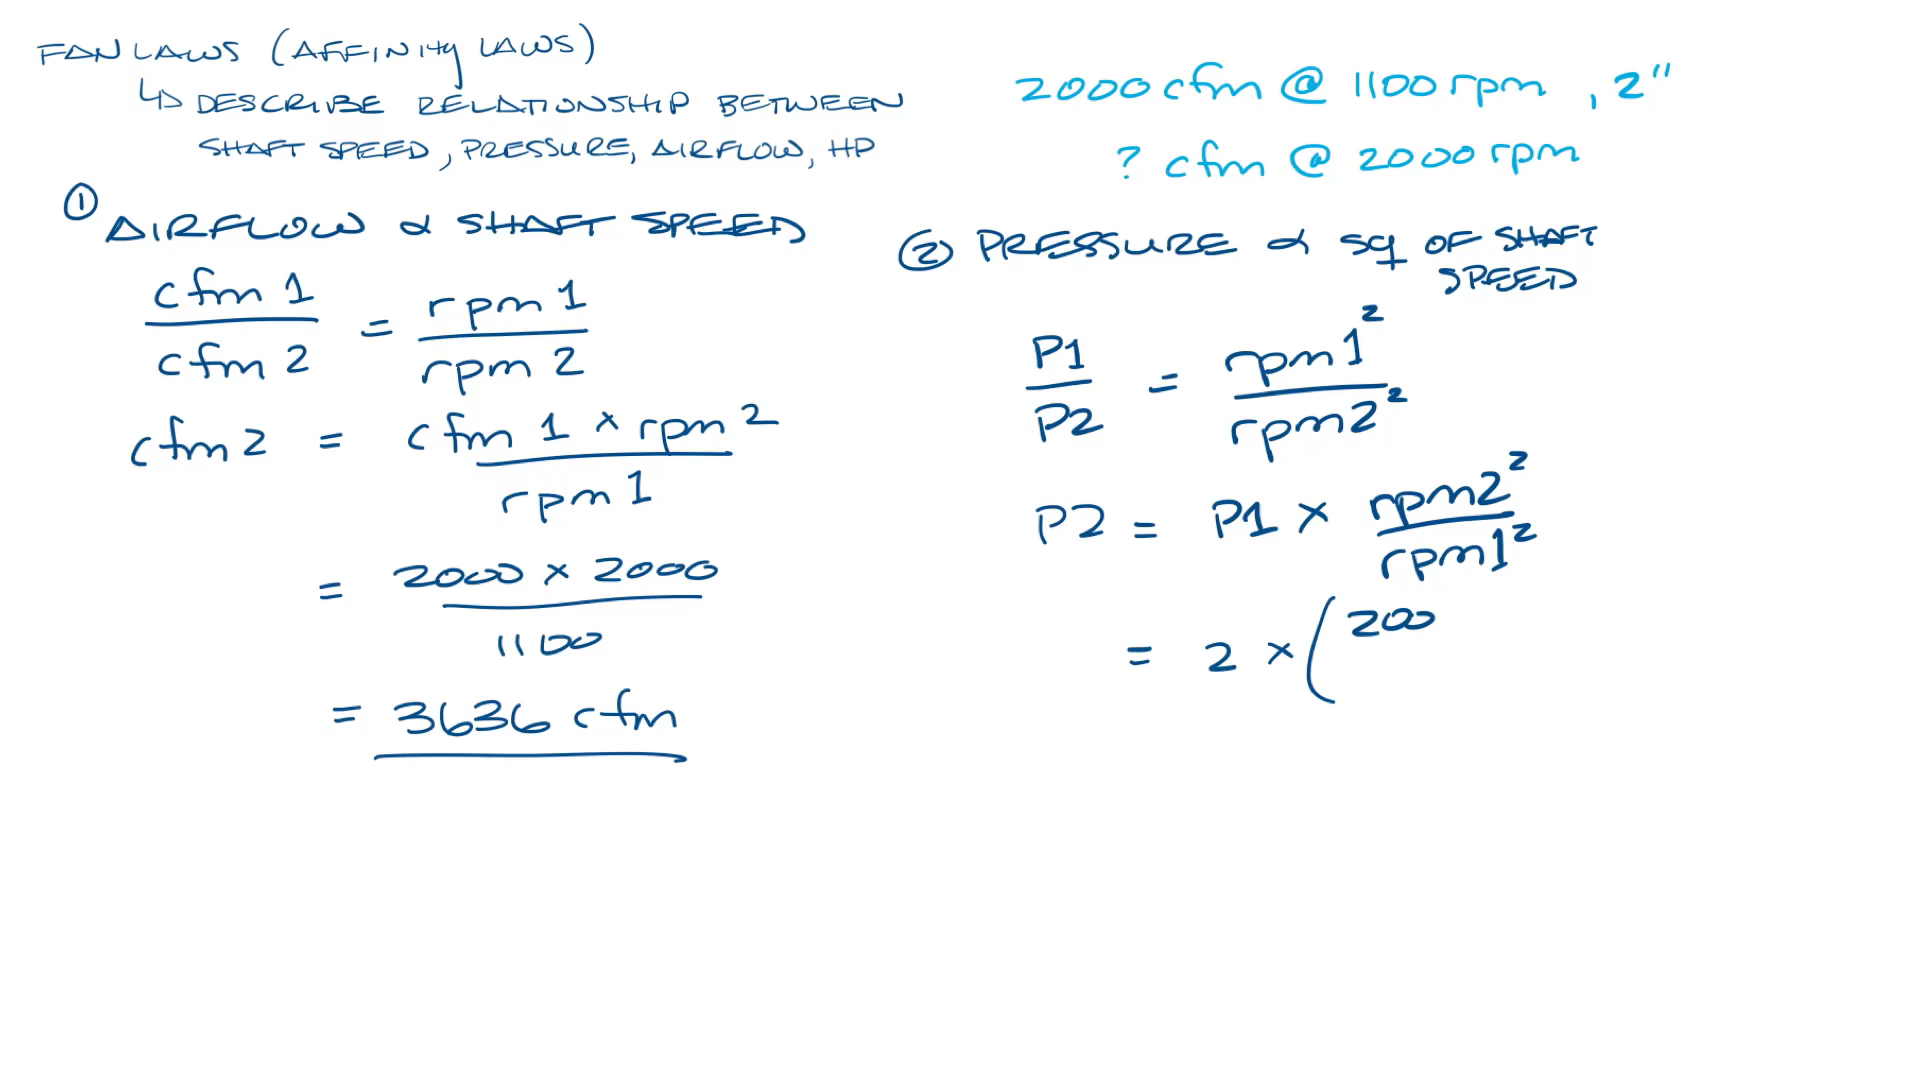 FAN LAWS (AFFINITY LAWS)
↳ DESCRIBE RELATIONSHIP BETWEEN
SHAFT SPEED, PRESSURE, AIRFLOW, HP
2000 cfm @ 1100 rpm , 2"
? cfm @ 2000 rpm
① AIRFLOW α SHAFT SPEED
cfm 1 / cfm 2 = rpm 1 / rpm 2
cfm 2 = cfm 1 × rpm 2 / rpm 1
= 2000 × 2000 / 1100
= 3636 cfm
② PRESSURE α sq OF SHAFT
SPEED
P1 / P2 = rpm1² / rpm2²
P2 = P1 × rpm2² / rpm1²
= 2 × ( 200